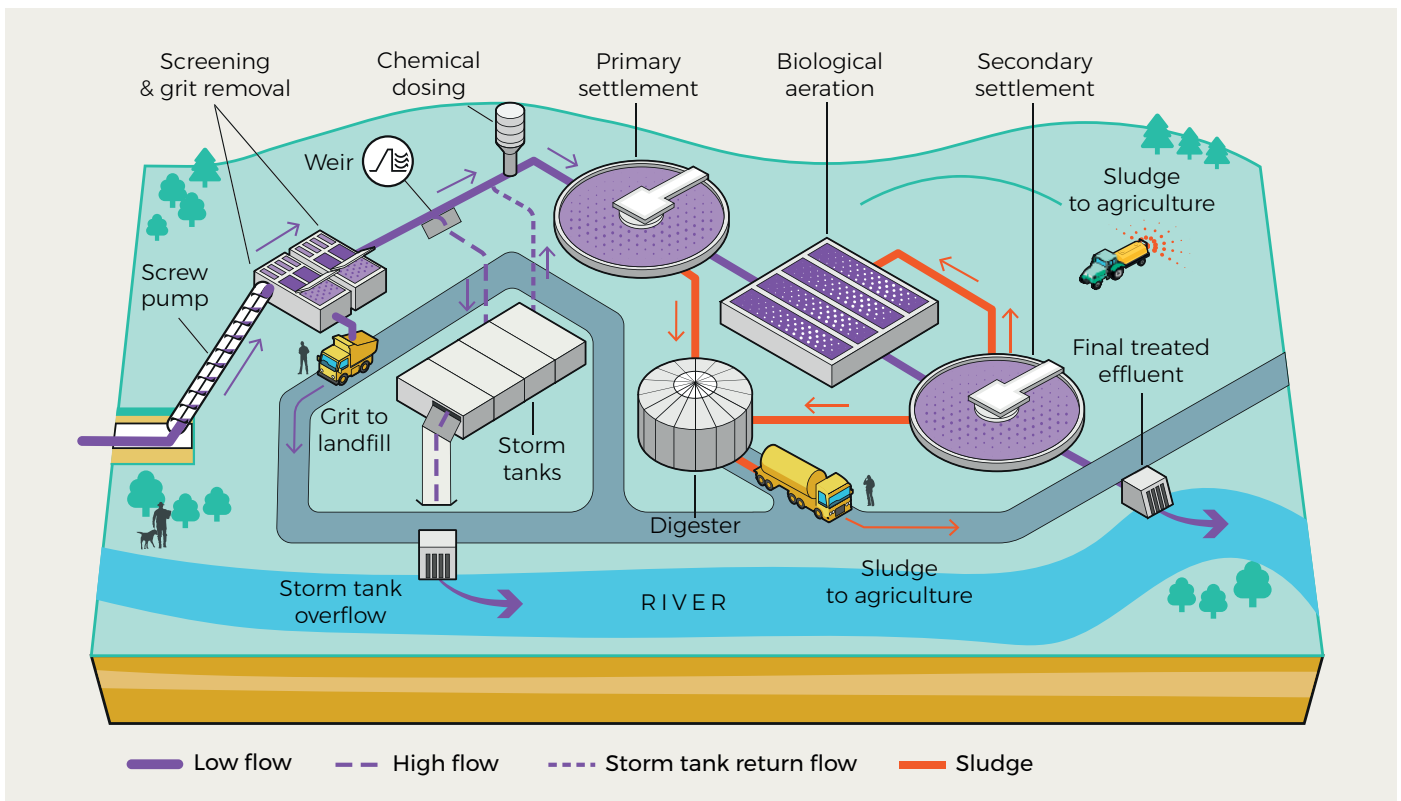 Screening
& grit removal
Chemical
dosing
Primary
settlement
Biological
aeration
Secondary
settlement
Weir
Sludge
to agriculture
Screw
pump
Final treated
effluent
Grit to
landfill
Storm
tanks
Digester
Storm tank
overflow
RIVER
Sludge
to agriculture
Low flow
High flow
Storm tank return flow
Sludge